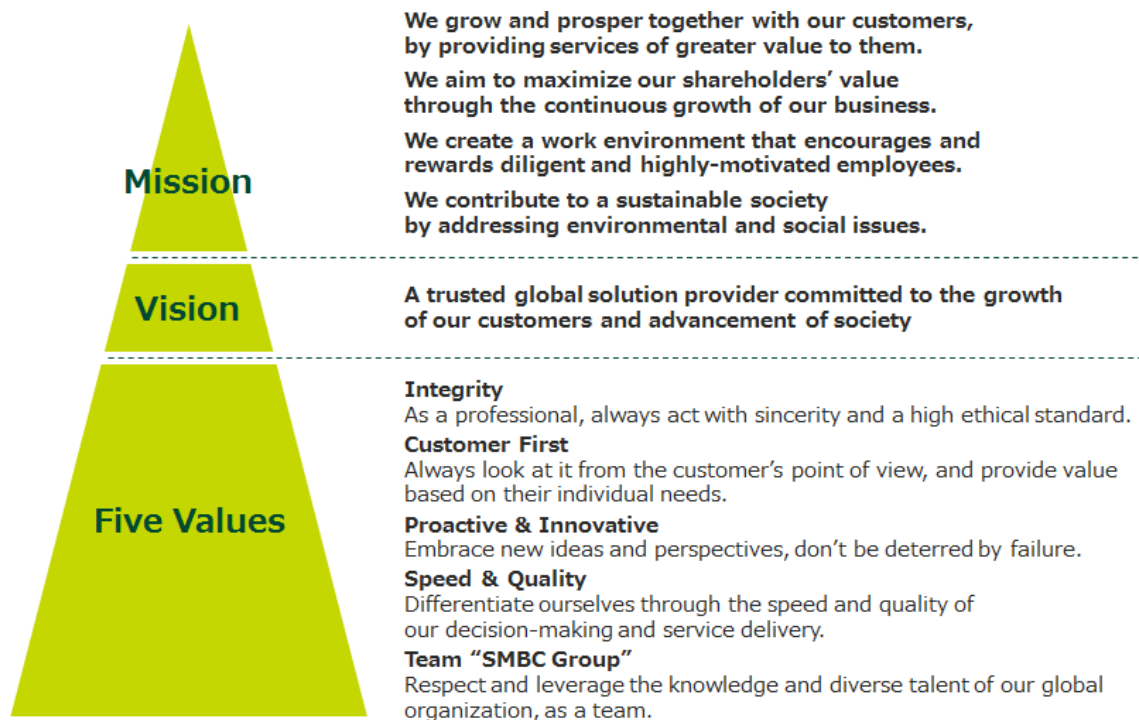 We grow and prosper together with our customers,
by providing services of greater value to them.
We aim to maximize our shareholders’ value
through the continuous growth of our business.
We create a work environment that encourages and
rewards diligent and highly-motivated employees.
Mission
We contribute to a sustainable society
by addressing environmental and social issues.
Vision
A trusted global solution provider committed to the growth
of our customers and advancement of society
Five Values
Integrity
As a professional, always act with sincerity and a high ethical standard.
Customer First
Always look at it from the customer’s point of view, and provide value
based on their individual needs.
Proactive & Innovative
Embrace new ideas and perspectives, don’t be deterred by failure.
Speed & Quality
Differentiate ourselves through the speed and quality of
our decision-making and service delivery.
Team “SMBC Group”
Respect and leverage the knowledge and diverse talent of our global
organization, as a team.